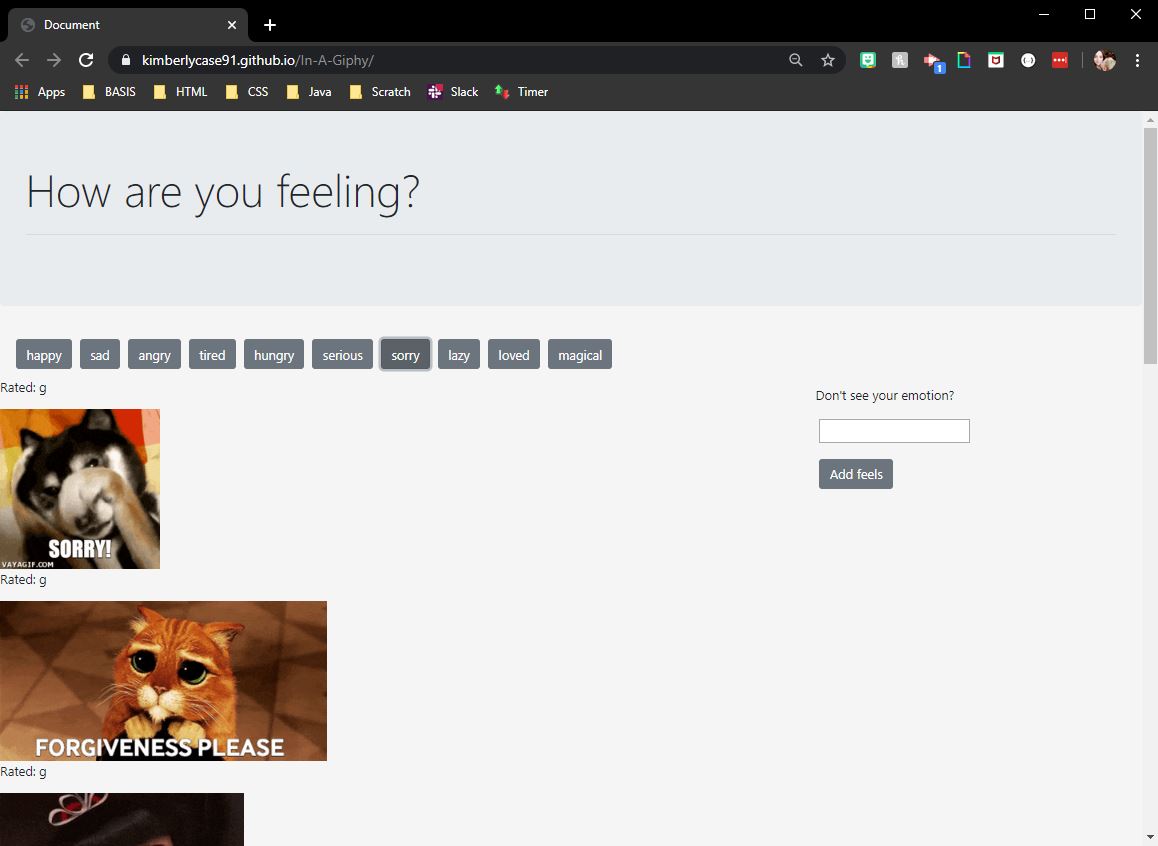 Document
kimberlycase91.github.io/In-A-Giphy/
1
Apps BASIS HTML CSS Java Scratch Slack Timer
How are you feeling?
happy sad angry tired hungry serious sorry lazy loved magical
Rated: g
Don't see your emotion?
Add feels
SORRY!
VAYAGIF.COM
Rated: g
FORGIVENESS PLEASE
Rated: g